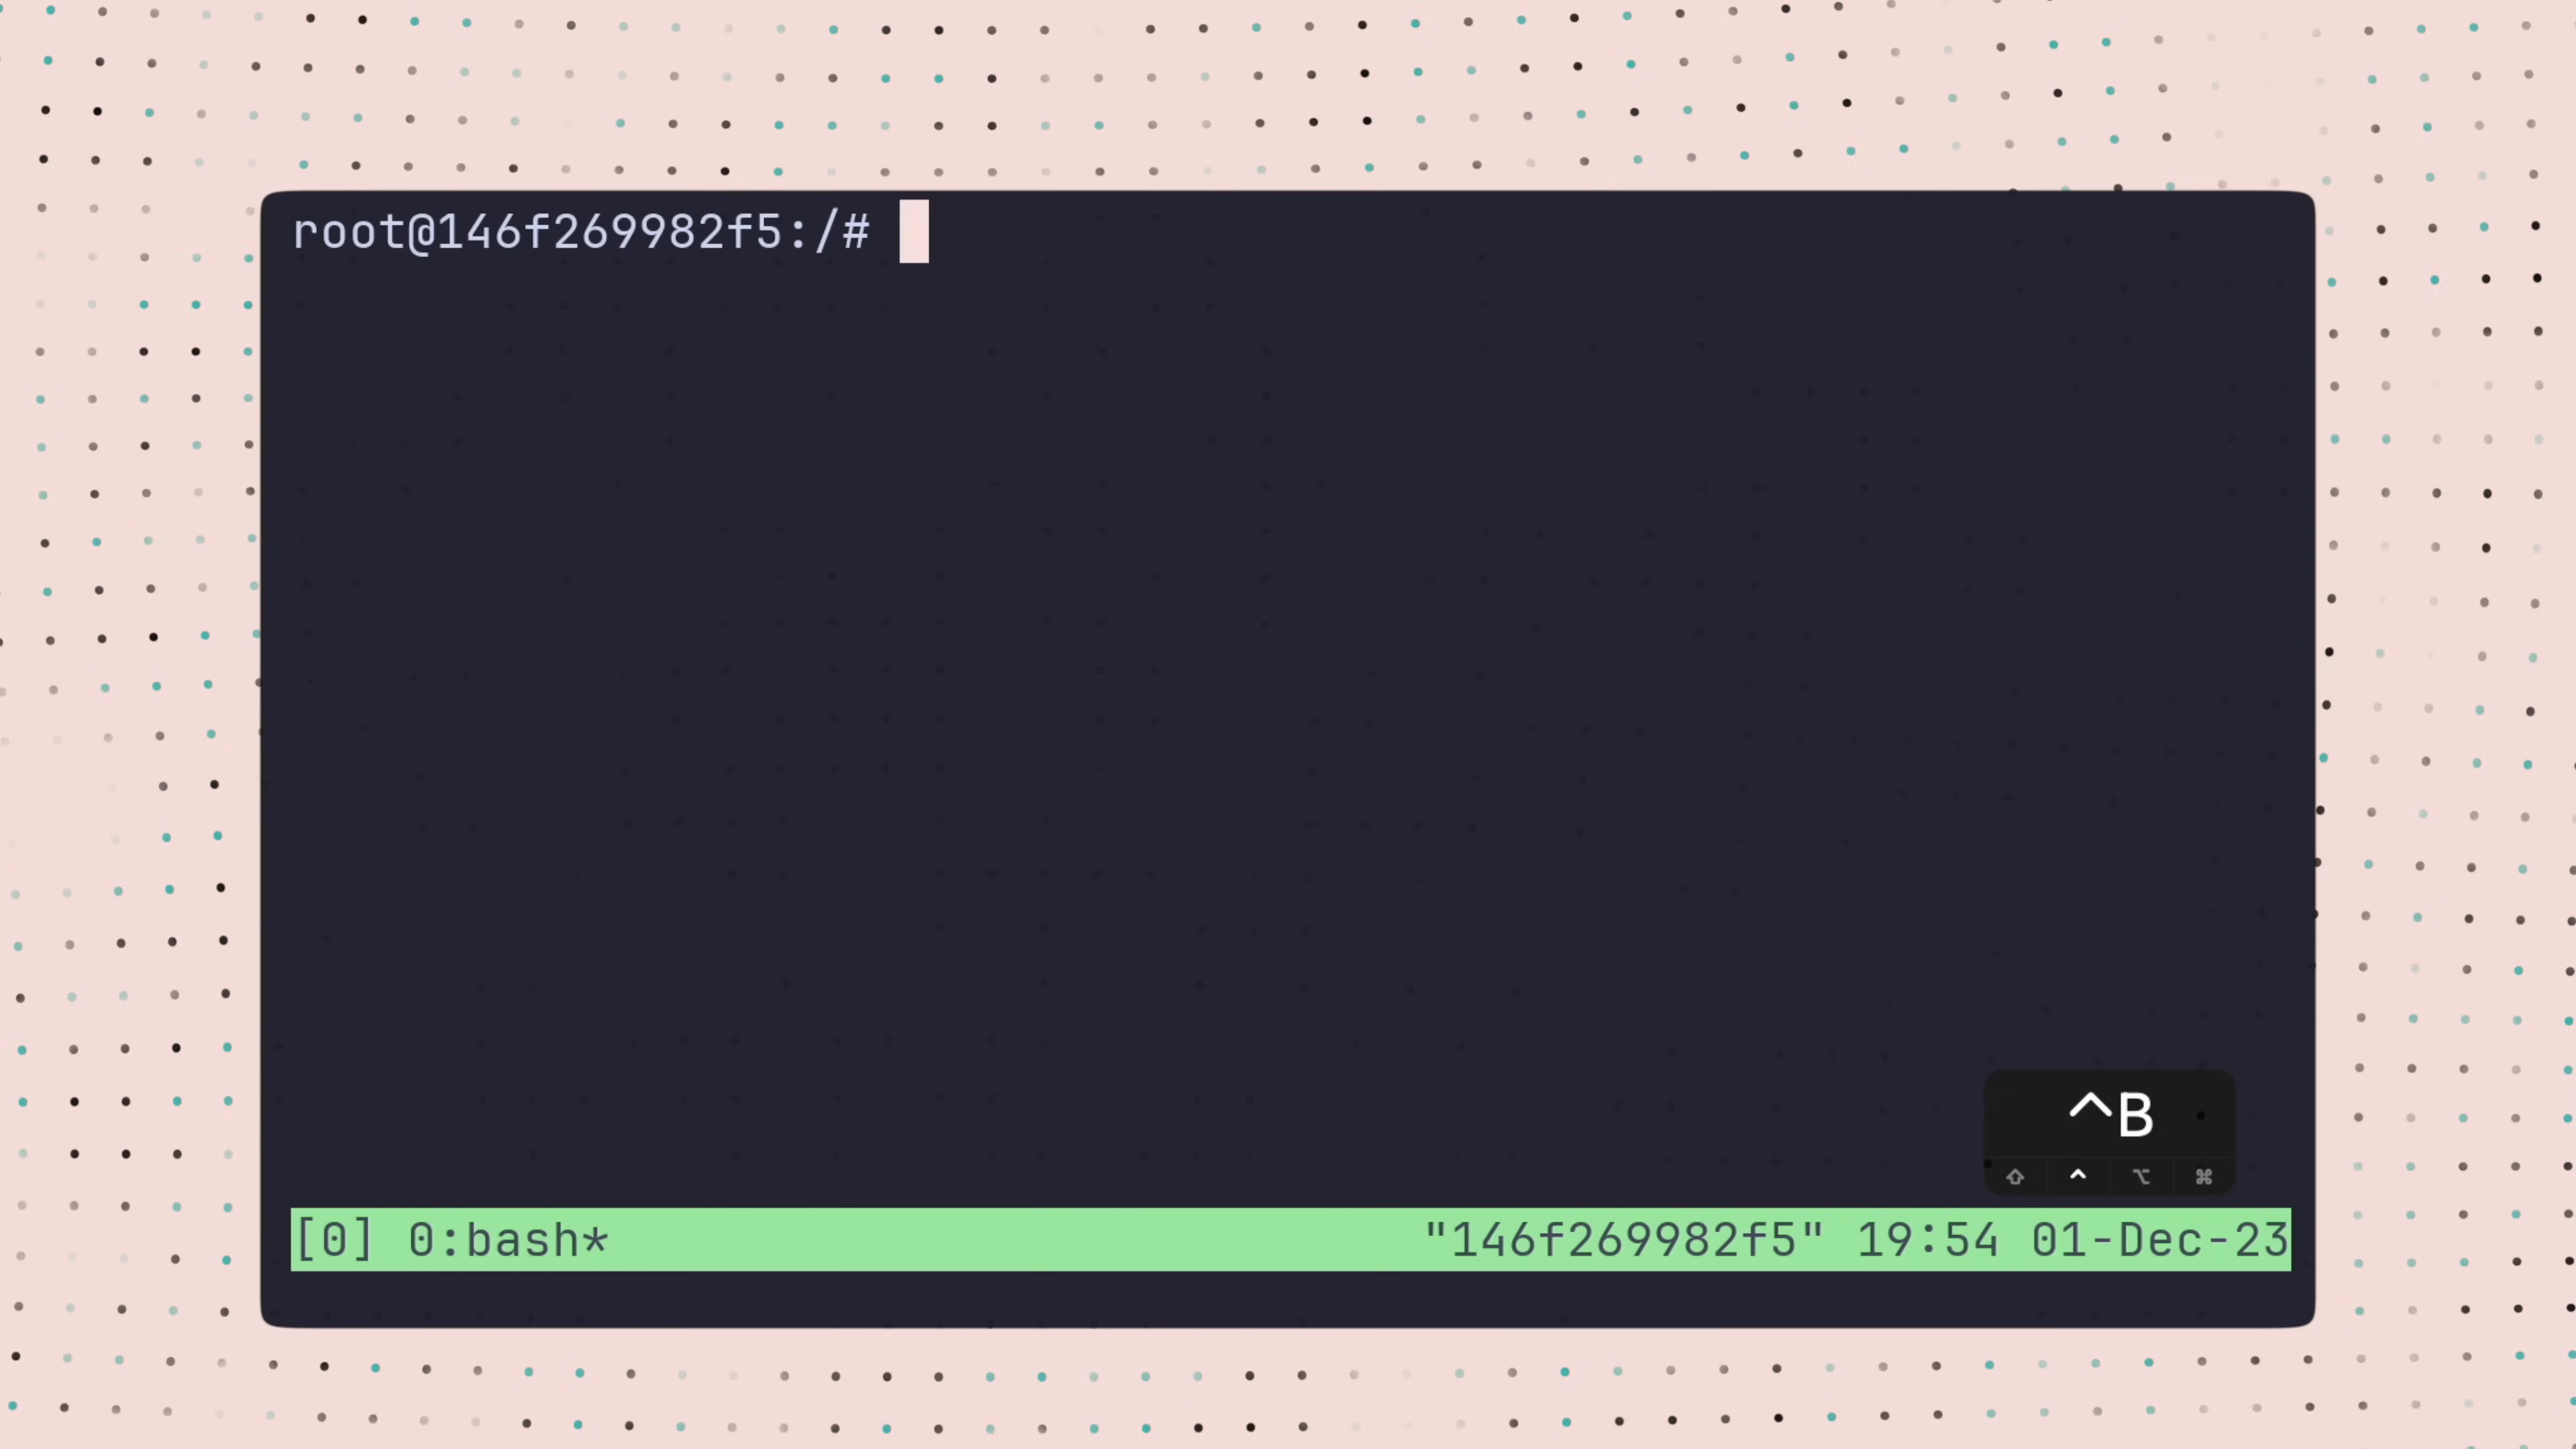 root@146f269982f5:/#
^B
⇧ ^ ⌥ ⌘
[0] 0:bash* "146f269982f5" 19:54 01-Dec-23